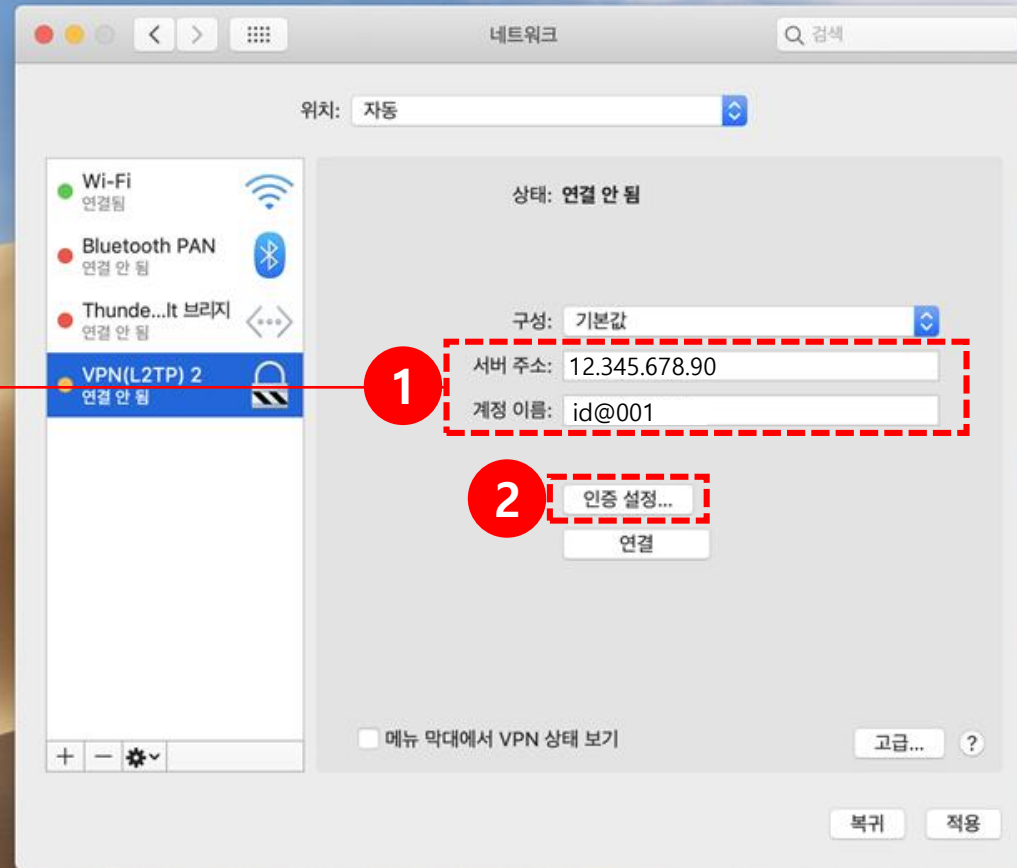 네트워크
검색
위치: 자동
Wi-Fi
연결됨
Bluetooth PAN
연결 안 됨
Thunde...lt 브리지
연결 안 됨
VPN(L2TP) 2
연결 안 됨
상태: 연결 안 됨
구성: 기본값
1
서버 주소: 12.345.678.90
계정 이름: id@001
2
인증 설정...
연결
메뉴 막대에서 VPN 상태 보기
고급... ?
복귀 적용